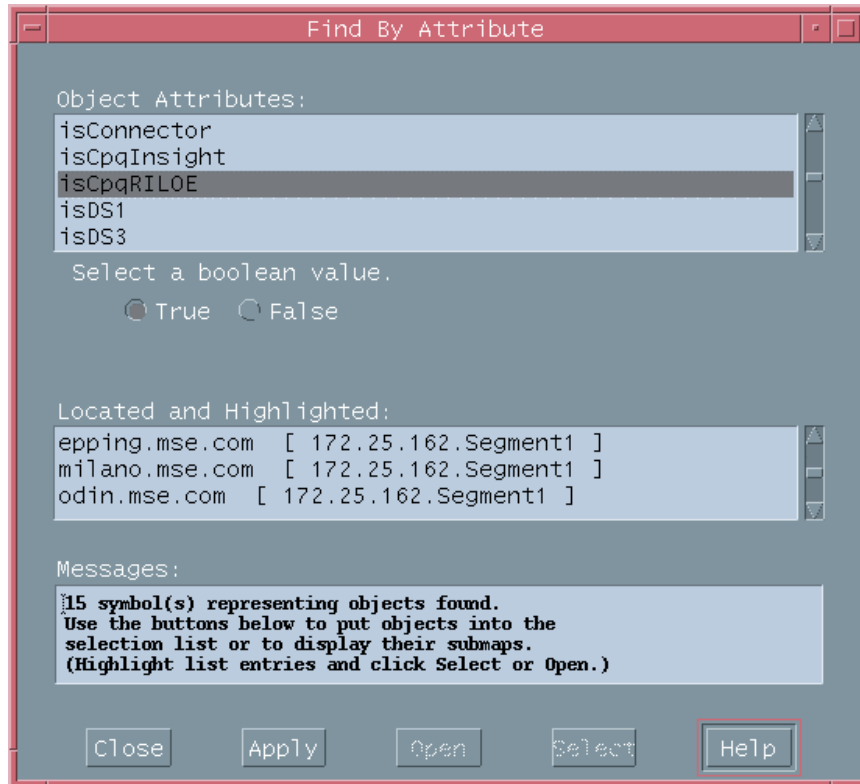 Find By Attribute
Object Attributes:
isConnector
isCpqInsight
isCpqRILOE
isDS1
isDS3
Select a boolean value.
True False
Located and Highlighted:
epping.mse.com [ 172.25.162.Segment1 ]
milano.mse.com [ 172.25.162.Segment1 ]
odin.mse.com [ 172.25.162.Segment1 ]
Messages:
15 symbol(s) representing objects found.
Use the buttons below to put objects into the
selection list or to display their submaps.
(Highlight list entries and click Select or Open.)
Close Apply Open Select Help